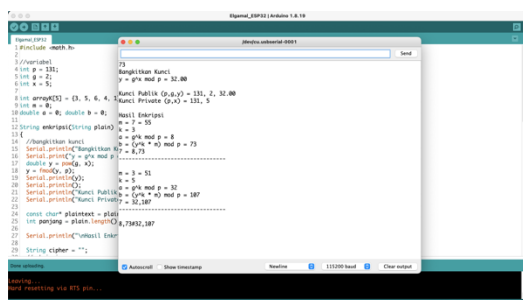 Elgamal_ESP32 | Arduino 1.8.19
Elgamal_ESP32
1 #include <math.h>
2
3 //variabel
4 int p = 131;
5 int g = 2;
6 int x = 5;
7
8 int arrayK[5] = {3, 5, 6, 4, 1
9 int m = 0;
10 double a = 0; double b = 0;
11
12 String enkripsi(String plain)
13 {
14 //bangkitkan kunci
15 Serial.println("Bangkitkan K
16 Serial.print("y = g^x mod p
17 double y = pow(g, x);
18 y = fmod(y, p);
19 Serial.println(y);
20 Serial.println();
21 Serial.println("Kunci Publik
22 Serial.println("Kunci Privat
23
24 const char* plaintext = plai
25 int panjang = plain.length()
26
27 Serial.println("\nHasil Enkr
28
29 String cipher = "";
/dev/cu.usbserial-0001
Send
73
Bangkitkan Kunci
y = g^x mod p = 32.00
Kunci Publik (p,g,y) = 131, 2, 32.00
Kunci Private (p,x) = 131, 5
Hasil Enkripsi
m = 7 = 55
k = 3
a = g^k mod p = 8
b = (y^k * m) mod p = 73
7 = 8,73
--------------------------------
m = 3 = 51
k = 5
a = g^k mod p = 32
b = (y^k * m) mod p = 107
? = 32,107
--------------------------------
8,73#32,107
Autoscroll Show timestamp
Newline
115200 baud
Clear output
Done uploading.
Leaving...
Hard resetting via RTS pin...